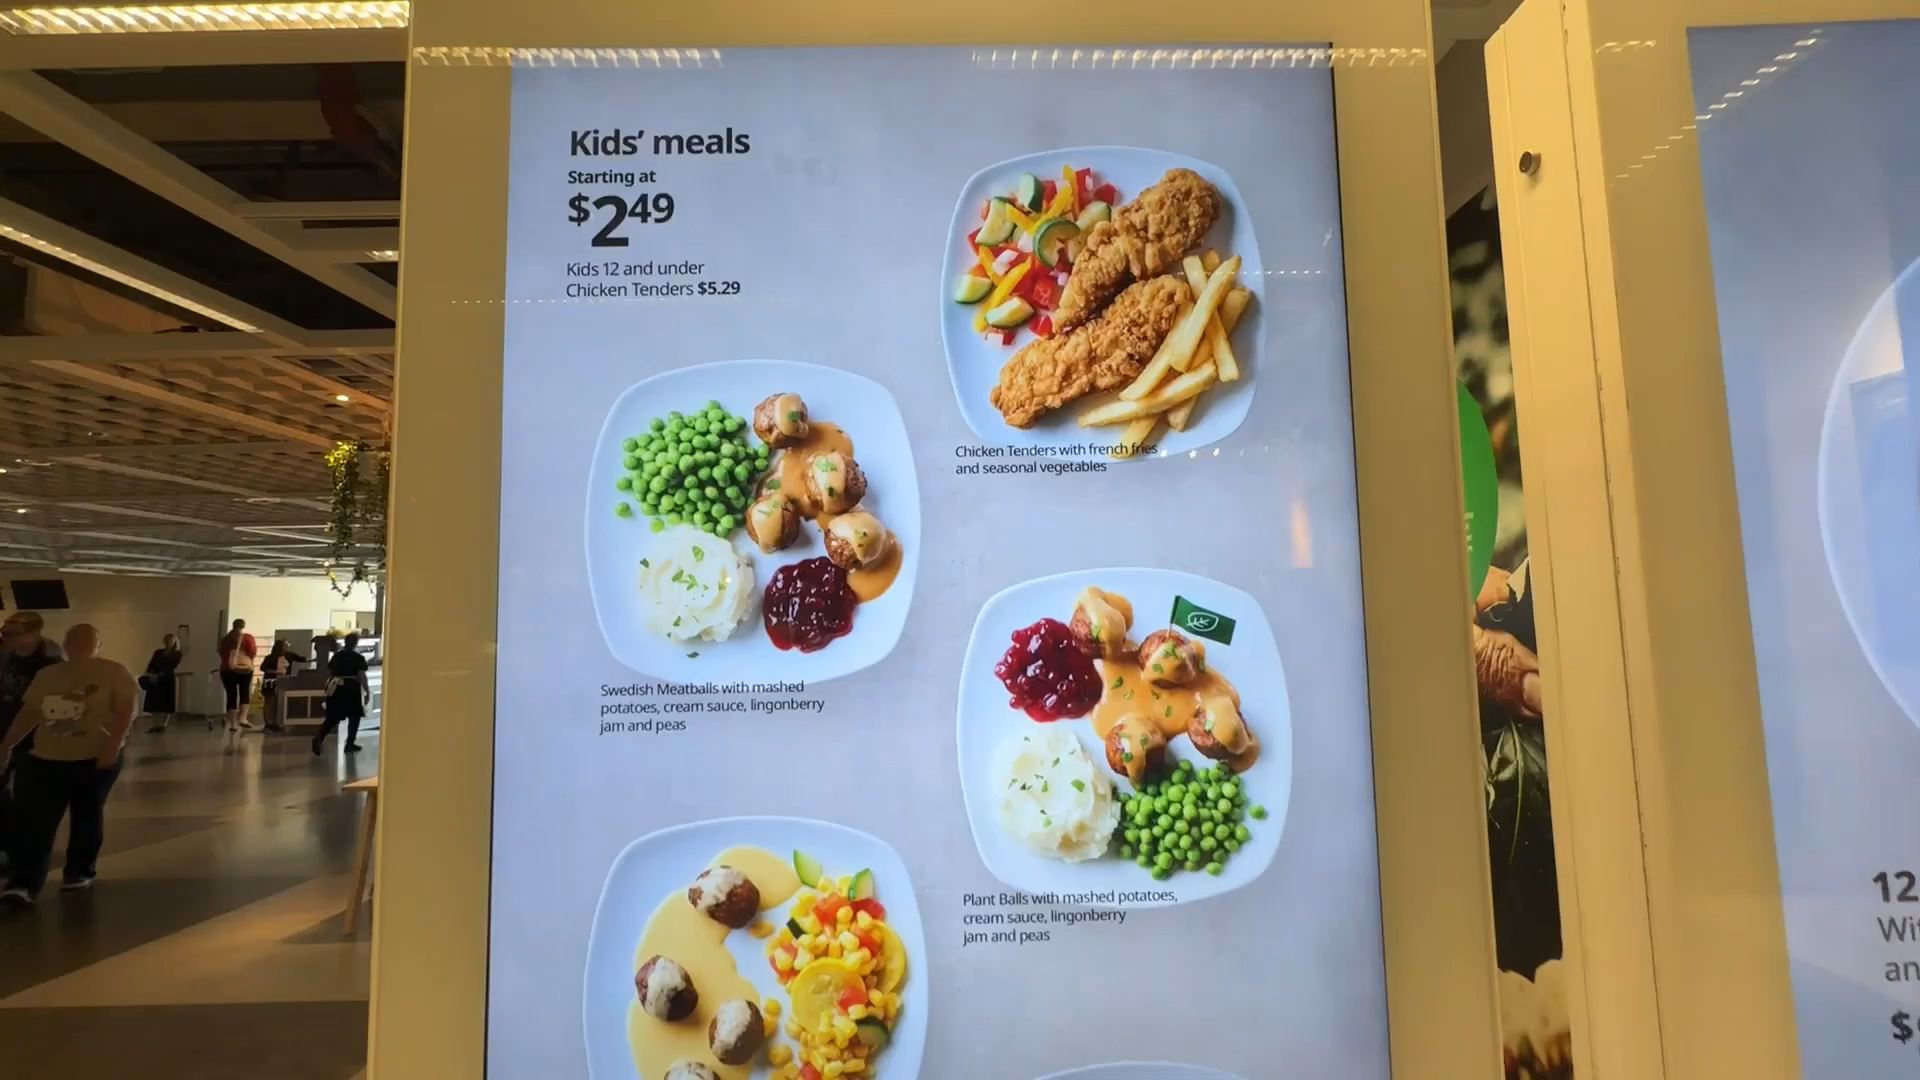 Kids' meals
Starting at
$2 49
Kids 12 and under
Chicken Tenders $5.29
Chicken Tenders with french fries
and seasonal vegetables
Swedish Meatballs with mashed
potatoes, cream sauce, lingonberry
jam and peas
Plant Balls with mashed potatoes,
cream sauce, lingonberry
jam and peas
12
$